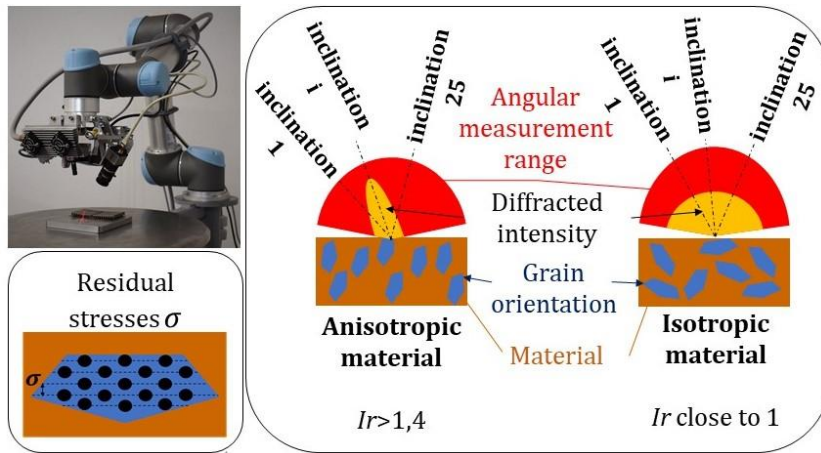 Residual
stresses σ
σ
inclination
1
inclination
i
inclination
25
Angular
measurement
range
Diffracted
intensity
Grain
orientation
Material
Anisotropic
material
Ir>1,4
inclination
1
inclination
i
inclination
25
Isotropic
material
Ir close to 1